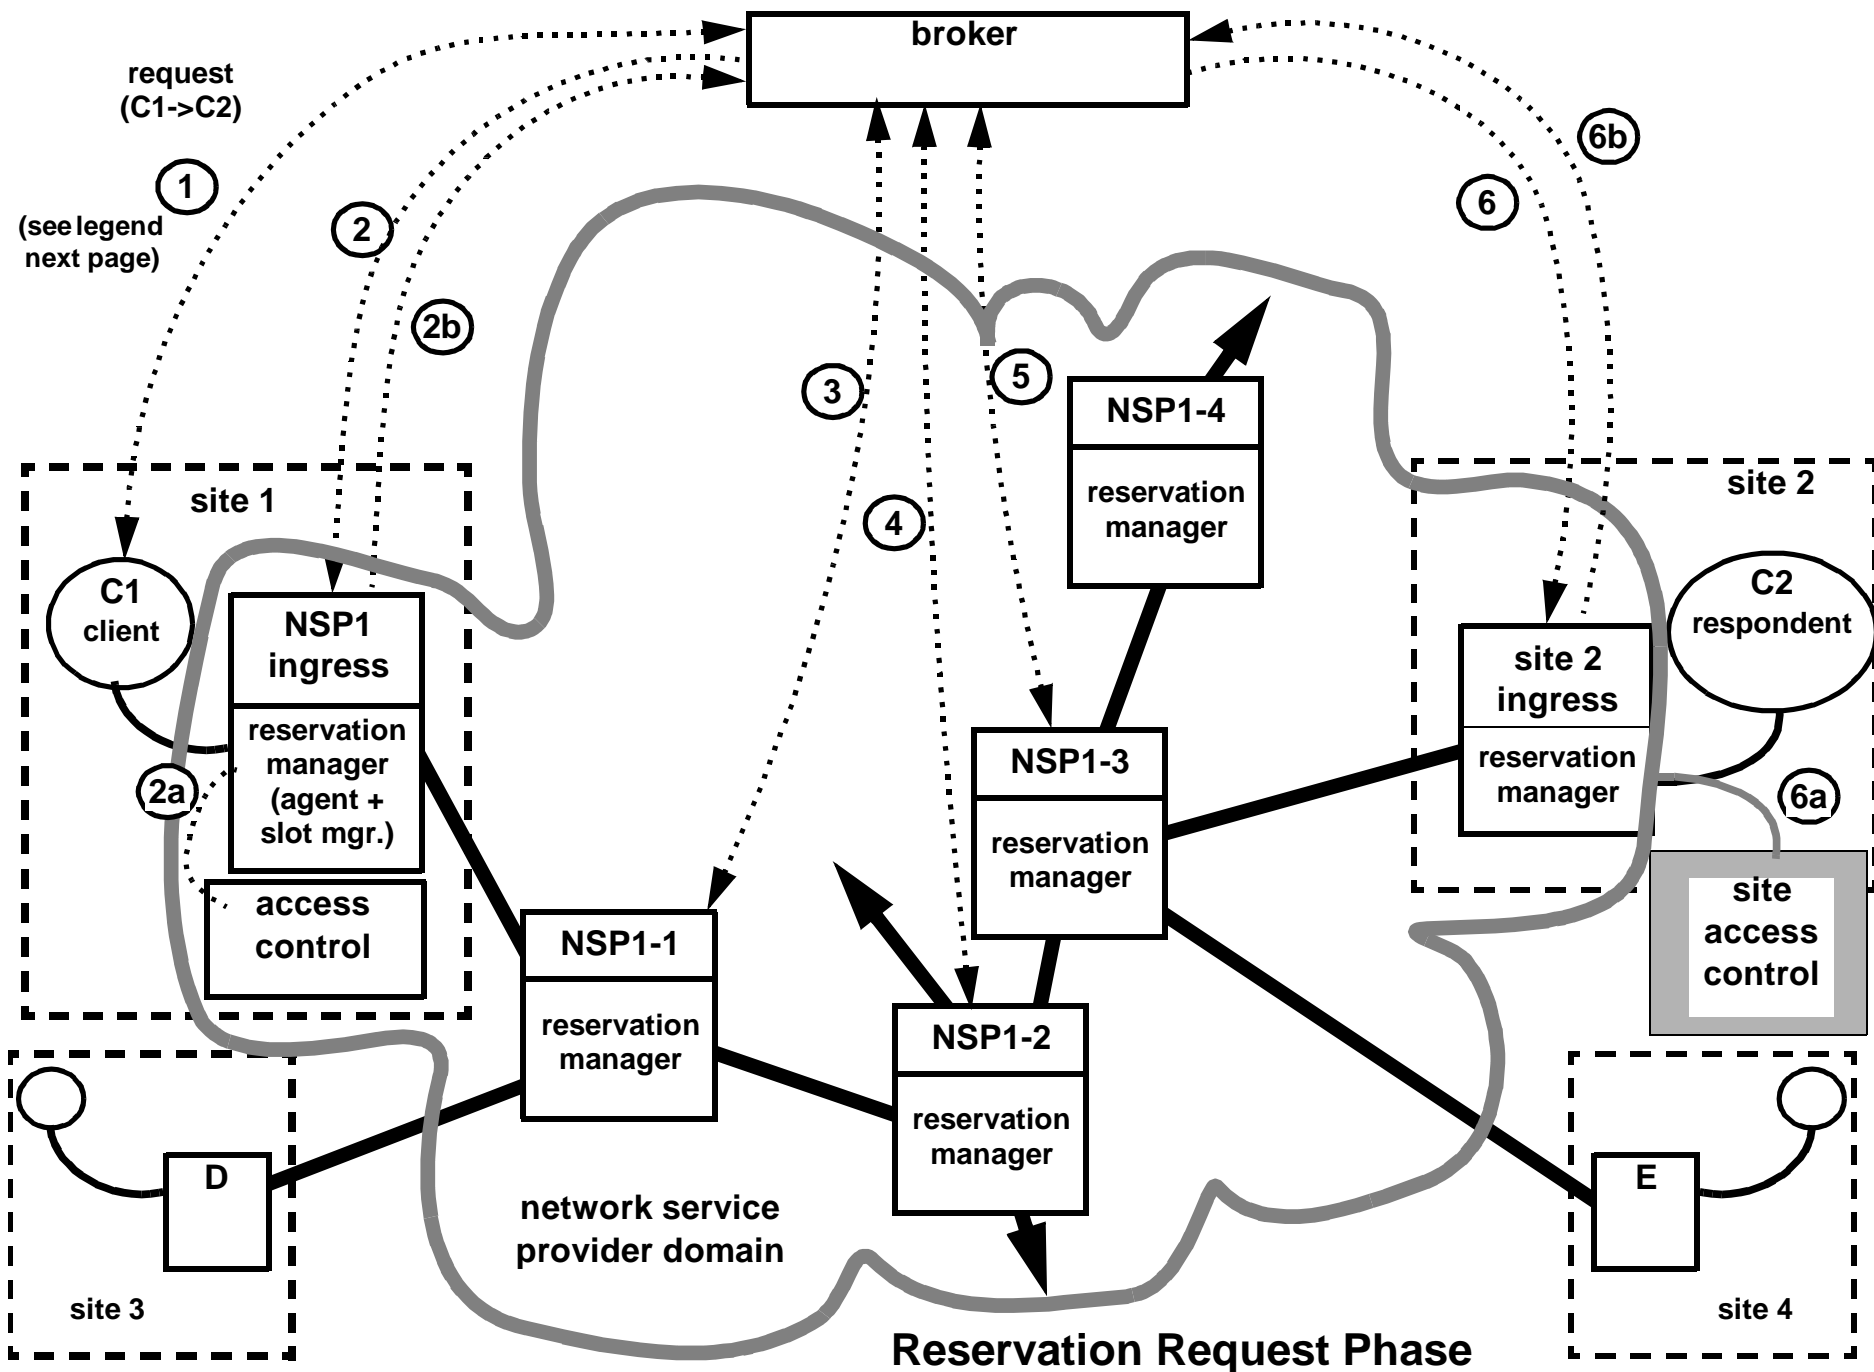 broker
request
(C1->C2)
1
(see legend
next page)
2
2b
3
4
5
6
6b
site 1
C1
client
NSP1
ingress
reservation
manager
(agent +
slot mgr.)
2a
access
control
NSP1-4
reservation
manager
site 2
C2
respondent
site 2
ingress
reservation
manager
6a
site
access
control
NSP1-3
reservation
manager
NSP1-1
reservation
manager
NSP1-2
reservation
manager
D
site 3
network service
provider domain
E
site 4
Reservation Request Phase